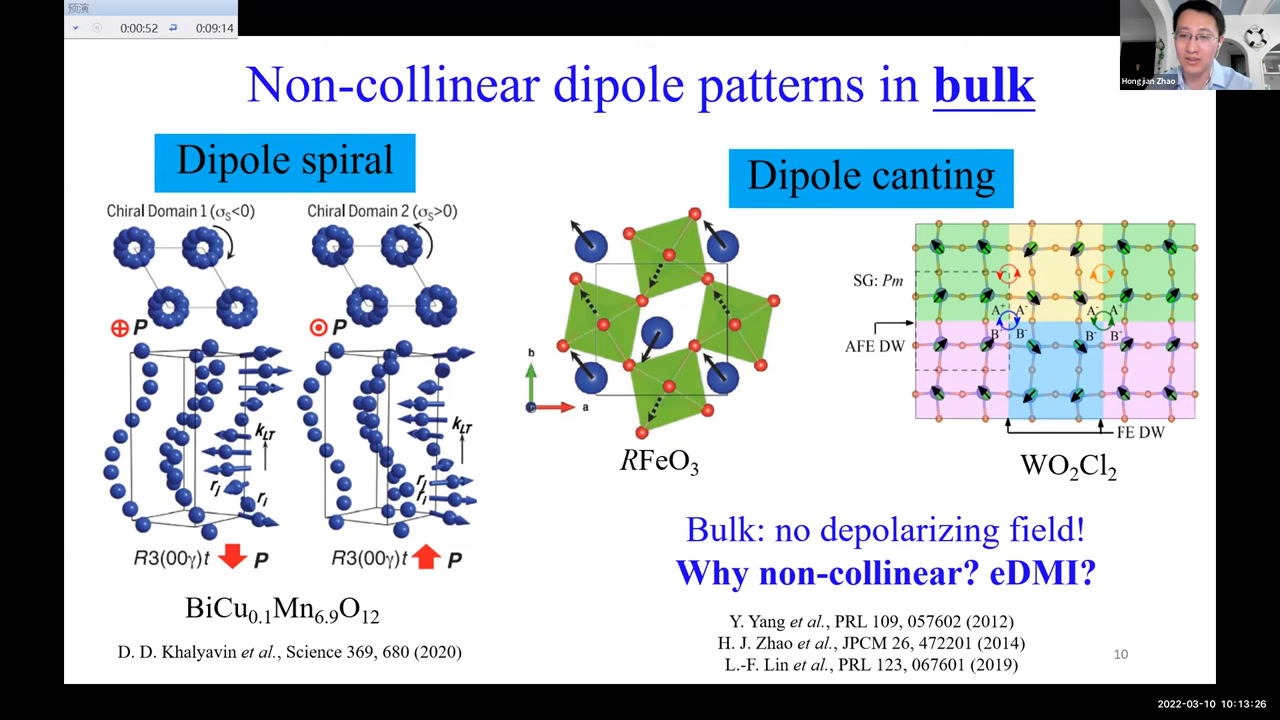 预演
0:00:52
0:09:14
Hongjian Zhao
Non-collinear dipole patterns in bulk
Dipole spiral
Dipole canting
Chiral Domain 1 (σS<0)
Chiral Domain 2 (σS>0)
P
P
kLT
kLT
rj
ri
rj
ri
R3(00γ)t P
R3(00γ)t P
BiCu0.1Mn6.9O12
D. D. Khalyavin et al., Science 369, 680 (2020)
b
a
RFeO3
SG: Pm
AFE DW
A+ A-
B- B-
A- A-
B- B+
FE DW
WO2Cl2
Bulk: no depolarizing field!
Why non-collinear? eDMI?
Y. Yang et al., PRL 109, 057602 (2012)
H. J. Zhao et al., JPCM 26, 472201 (2014)
L.-F. Lin et al., PRL 123, 067601 (2019)
10
2022-03-10 10:13:26